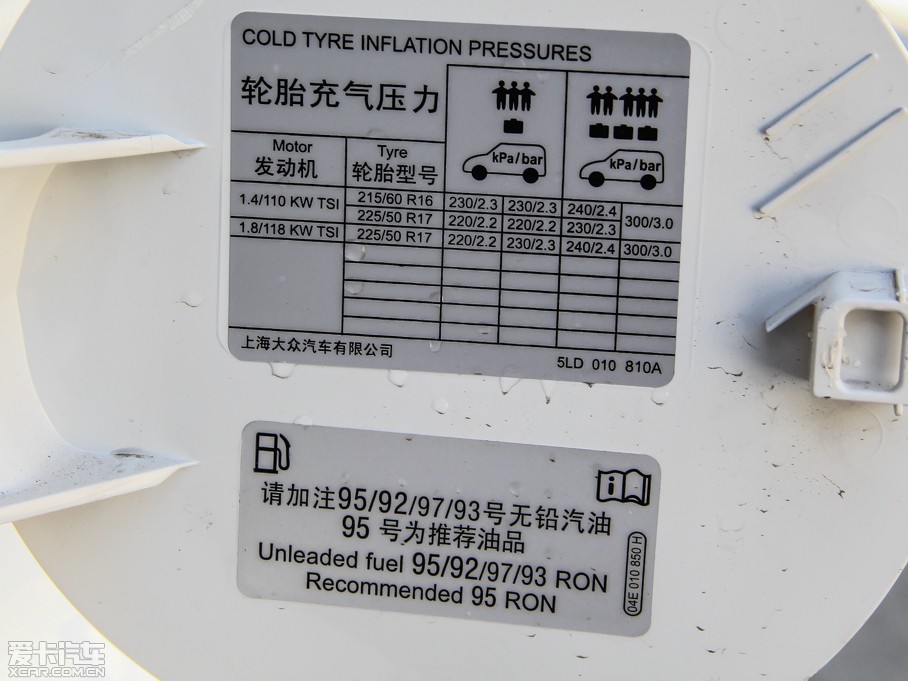 COLD TYRE INFLATION PRESSURES
轮胎充气压力
kPa/bar kPa/bar
Motor Tyre
发动机 轮胎型号
1.4/110 KW TSI 215/60 R16 230/2.3 230/2.3 240/2.4 300/3.0
225/50 R17 220/2.2 220/2.2 230/2.3
1.8/118 KW TSI 225/50 R17 220/2.2 230/2.3 240/2.4 300/3.0
上海大众汽车有限公司 5LD 010 810A
i
请加注95/92/97/93号无铅汽油
95 号为推荐油品
Unleaded fuel 95/92/97/93 RON
Recommended 95 RON
04E 010 850 H
爱卡汽车
XCAR.COM.CN